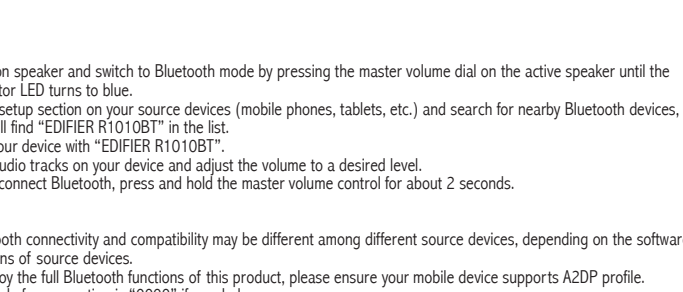 on speaker and switch to Bluetooth mode by pressing the master volume dial on the active speaker until the
tor LED turns to blue.
setup section on your source devices (mobile phones, tablets, etc.) and search for nearby Bluetooth devices,
ll find “EDIFIER R1010BT” in the list.
our device with “EDIFIER R1010BT”.
udio tracks on your device and adjust the volume to a desired level.
connect Bluetooth, press and hold the master volume control for about 2 seconds.
ooth connectivity and compatibility may be different among different source devices, depending on the software
ns of source devices.
oy the full Bluetooth functions of this product, please ensure your mobile device supports A2DP profile.